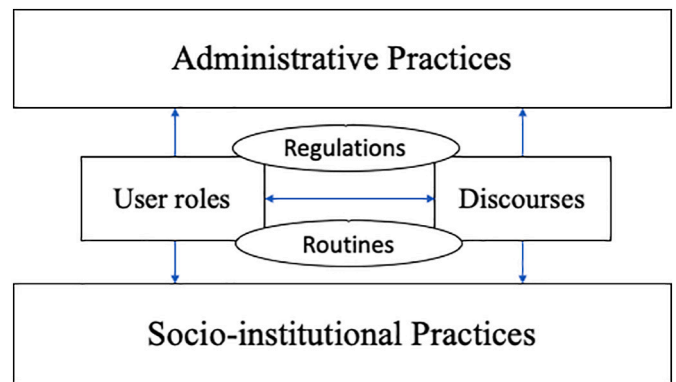 Administrative Practices
Regulations
User roles
Discourses
Routines
Socio-institutional Practices